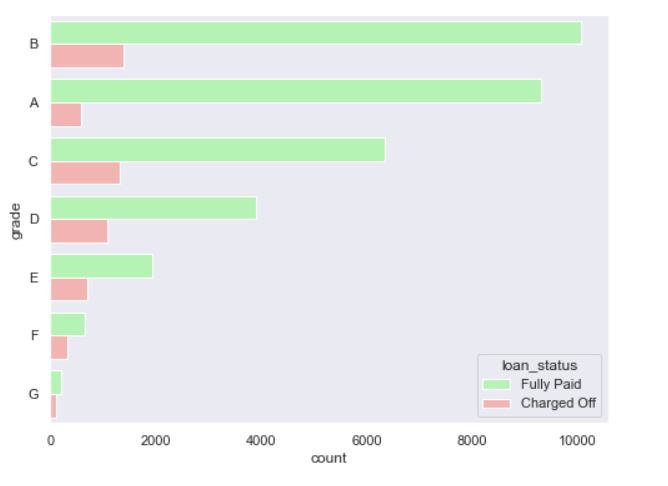 B
A
C
D
E
F
G
grade
loan_status
Fully Paid
Charged Off
0 2000 4000 6000 8000 10000
count